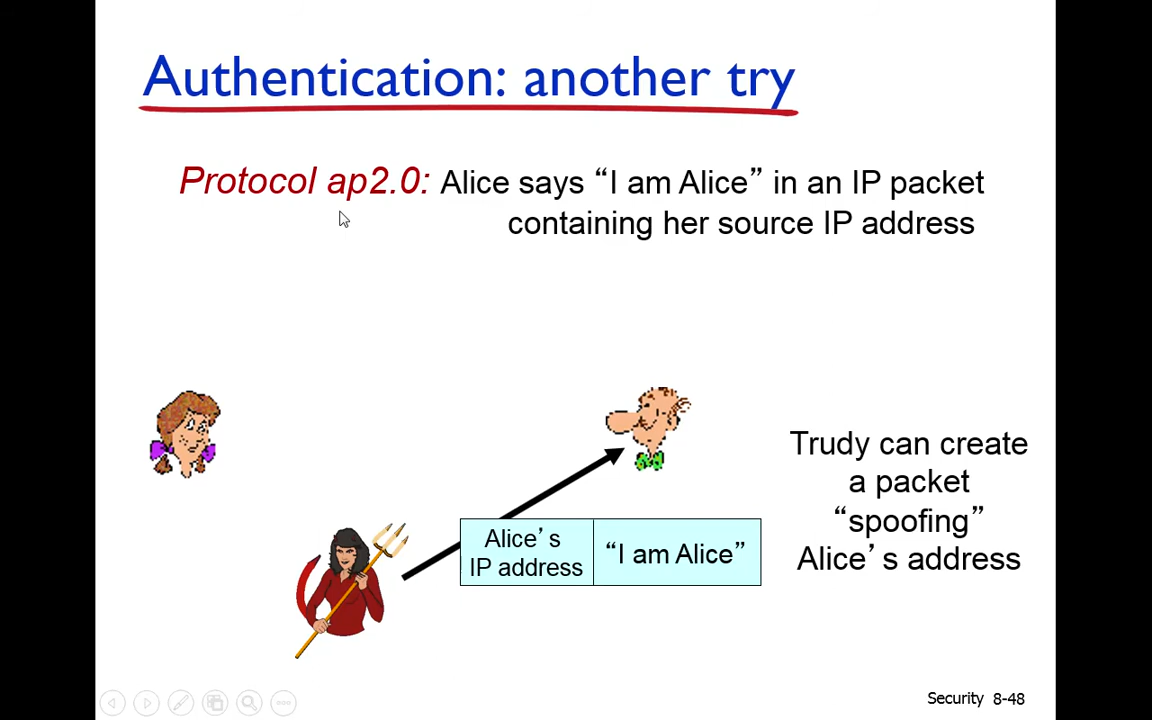 Authentication: another try
Protocol ap2.0: Alice says “I am Alice” in an IP packet
containing her source IP address
Trudy can create
a packet
“spoofing”
Alice’s address
Alice’s
IP address
“I am Alice”
Security 8-48